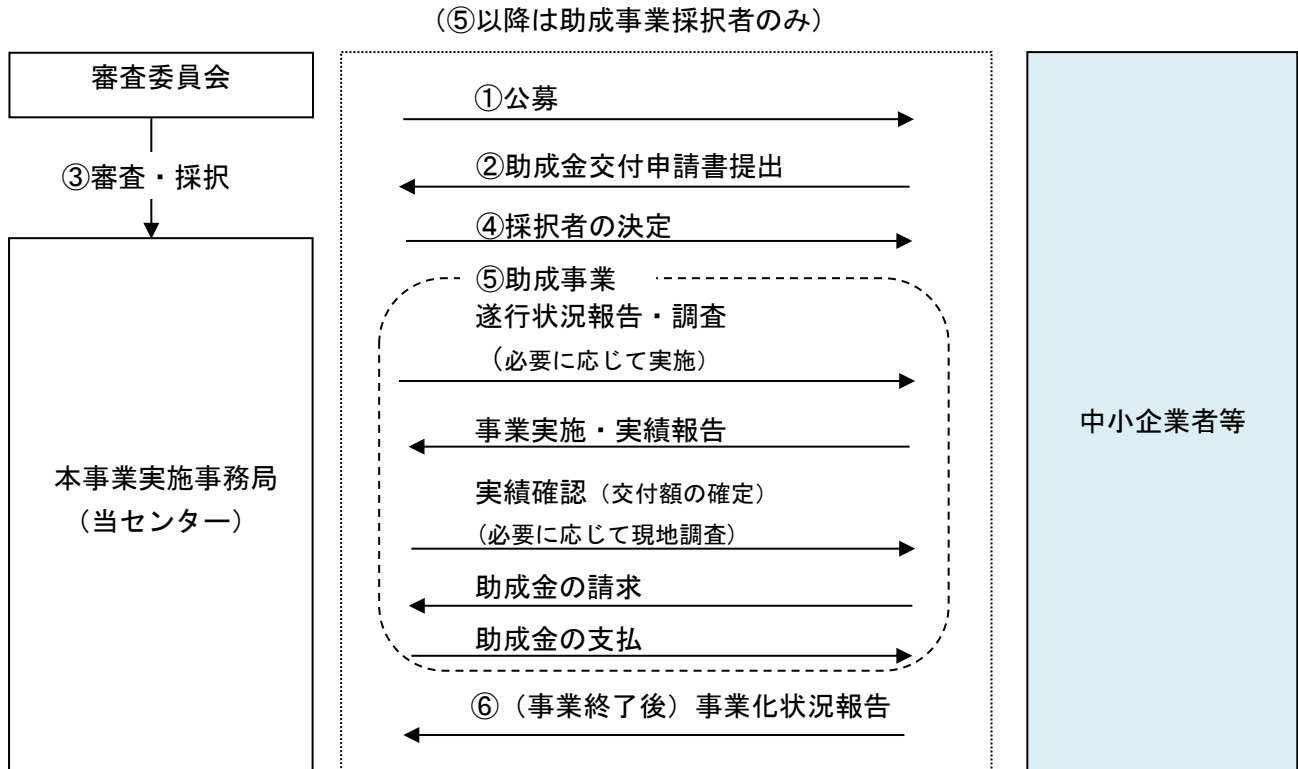 （⑤以降は助成事業採択者のみ）
審査委員会
③審査・採択
本事業実施事務局
（当センター）
①公募
②助成金交付申請書提出
④採択者の決定
⑤助成事業
遂行状況報告・調査
（必要に応じて実施）
事業実施・実績報告
実績確認（交付額の確定）
（必要に応じて現地調査）
助成金の請求
助成金の支払
⑥（事業終了後）事業化状況報告
中小企業者等